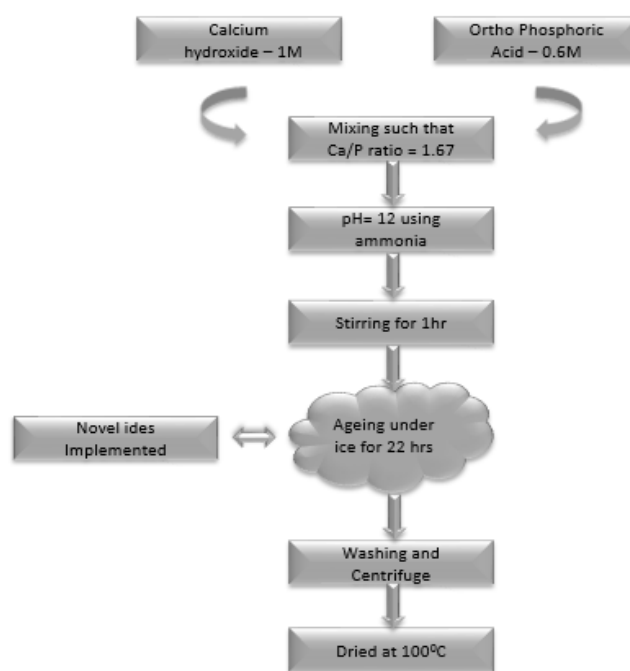 Calcium
hydroxide – 1M
Ortho Phosphoric
Acid – 0.6M
Mixing such that
Ca/P ratio = 1.67
pH= 12 using
ammonia
Stirring for 1hr
Ageing under
ice for 22 hrs
Novel ides
Implemented
Washing and
Centrifuge
Dried at 100⁰C